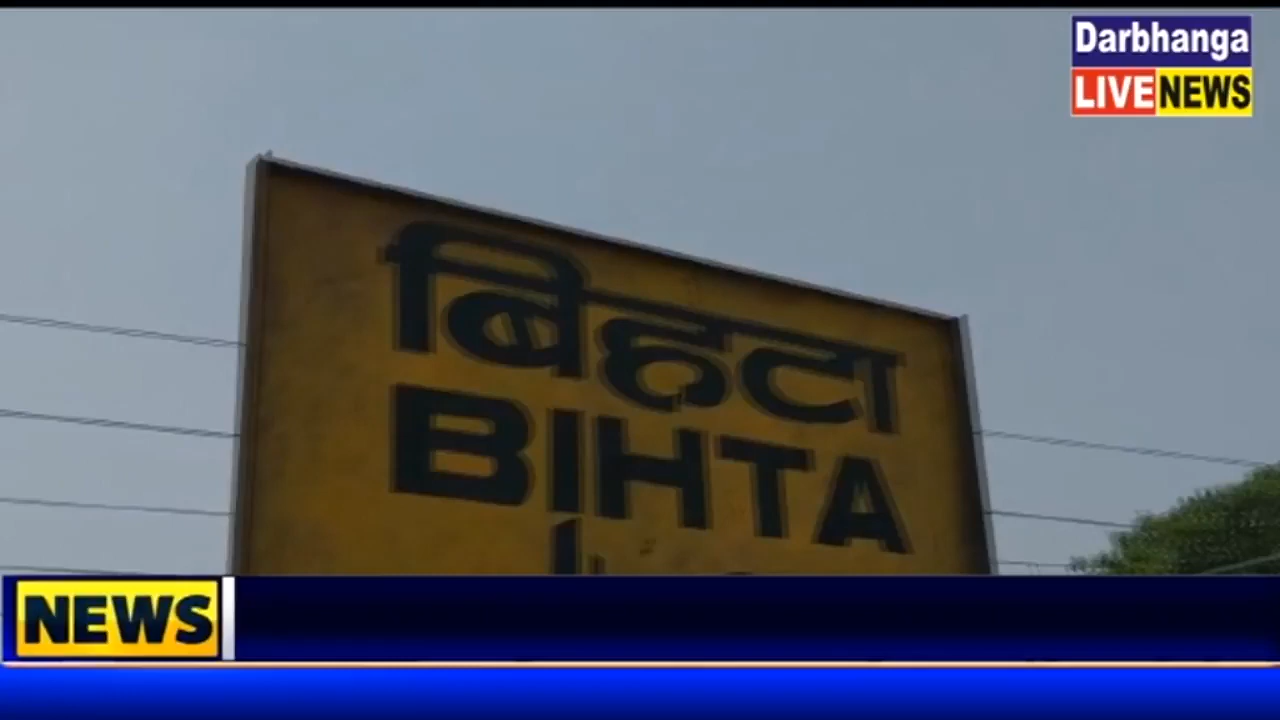 Darbhanga
LIVE NEWS
बिहटा
BIHTA
NEWS